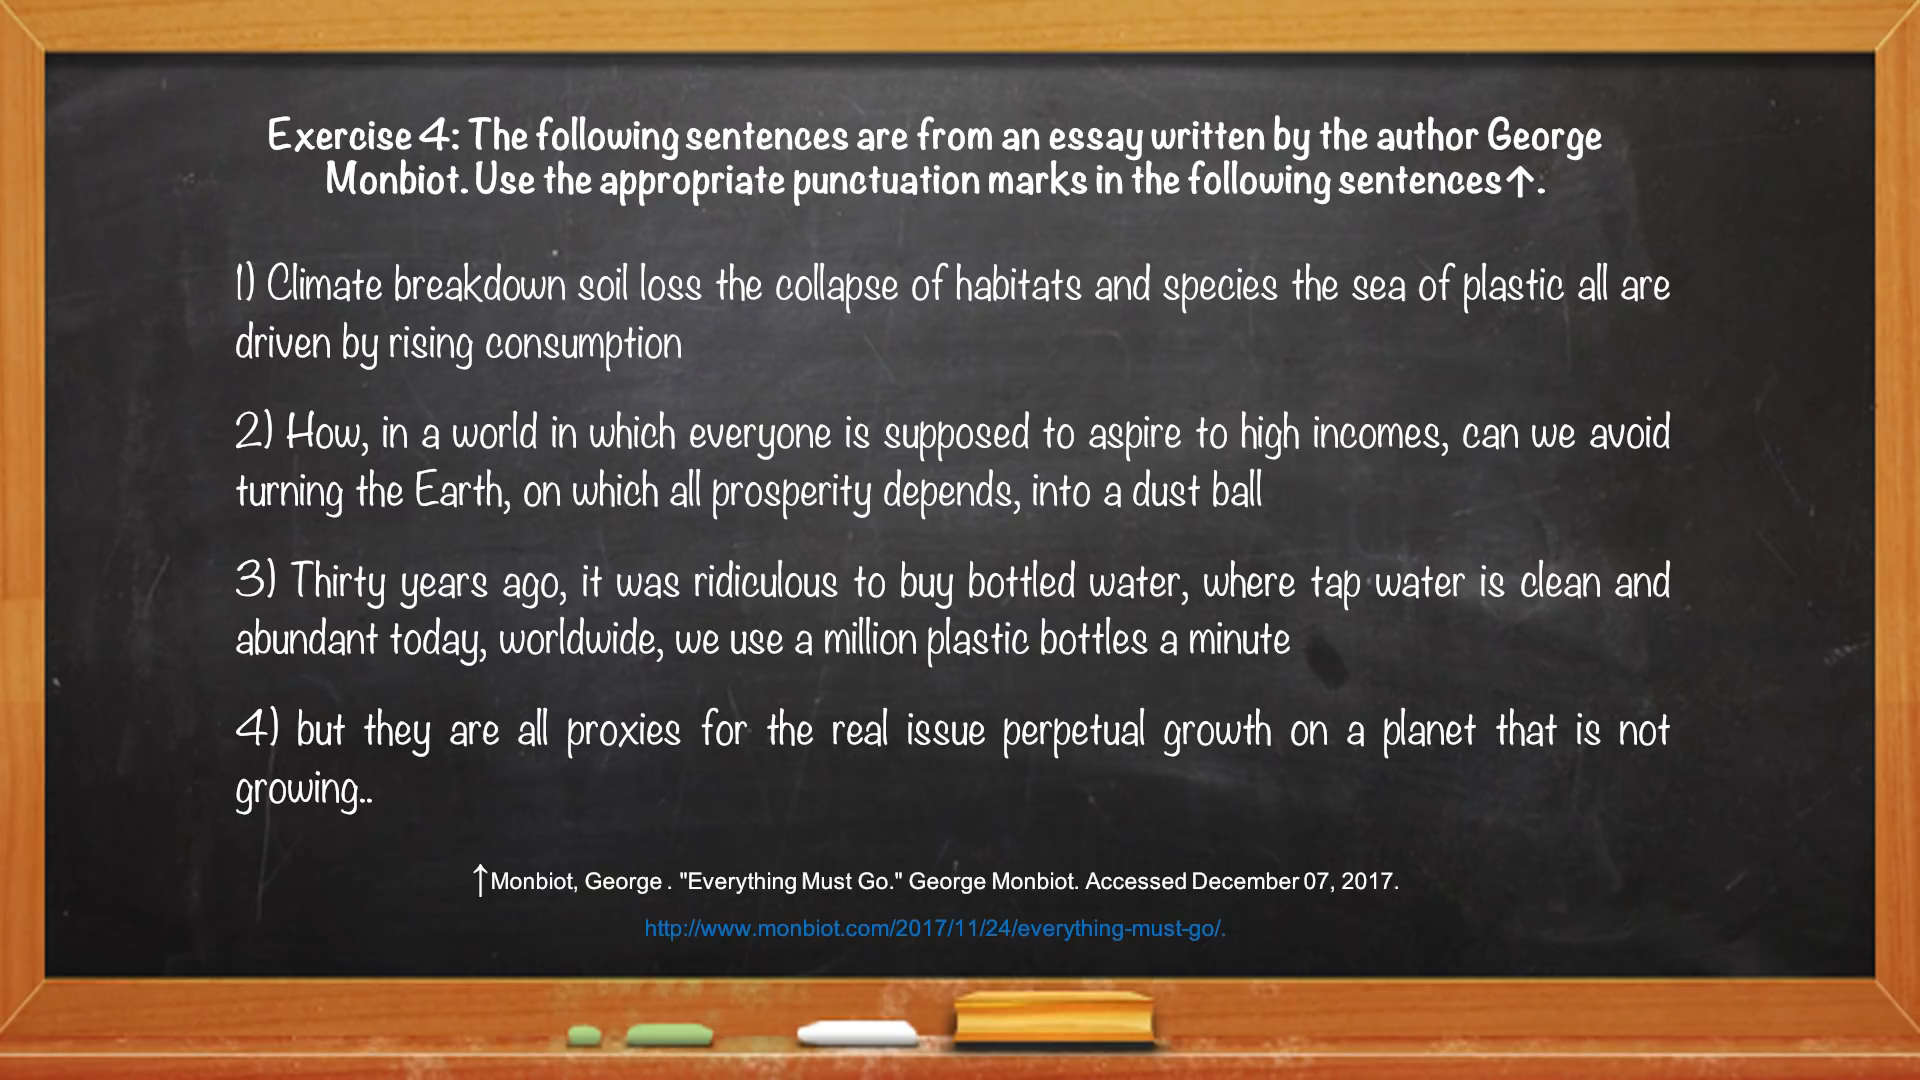 Exercise 4: The following sentences are from an essay written by the author George
Monbiot. Use the appropriate punctuation marks in the following sentences↑.
1) Climate breakdown soil loss the collapse of habitats and species the sea of plastic all are
driven by rising consumption
2) How, in a world in which everyone is supposed to aspire to high incomes, can we avoid
turning the Earth, on which all prosperity depends, into a dust ball
3) Thirty years ago, it was ridiculous to buy bottled water, where tap water is clean and
abundant today, worldwide, we use a million plastic bottles a minute
4) but they are all proxies for the real issue perpetual growth on a planet that is not
growing..
↑Monbiot, George . "Everything Must Go." George Monbiot. Accessed December 07, 2017.
http://www.monbiot.com/2017/11/24/everything-must-go/.